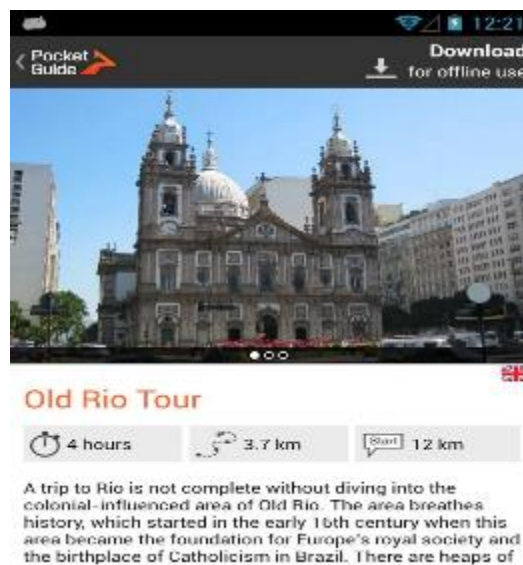 12:21
Pocket
Guide
Download
for offline use
Old Rio Tour
4 hours
3.7 km
Start 12 km
A trip to Rio is not complete without diving into the
colonial-influenced area of Old Rio. The area breathes
history, which started in the early 16th century when this
area became the foundation for Europe's royal society and
the birthplace of Catholicism in Brazil. There are heaps of